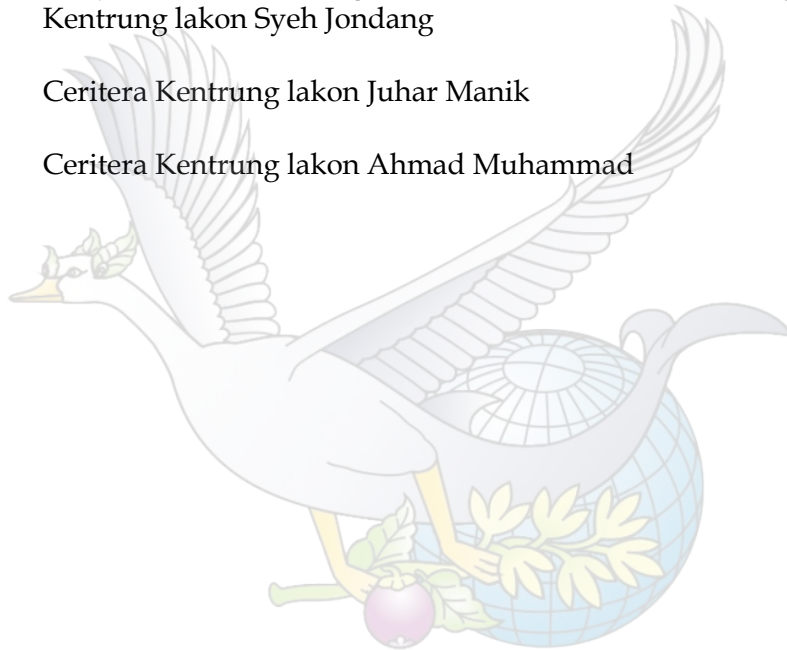 Kentrung lakon Syeh Jondang
Ceritera Kentrung lakon Juhar Manik
Ceritera Kentrung lakon Ahmad Muhammad